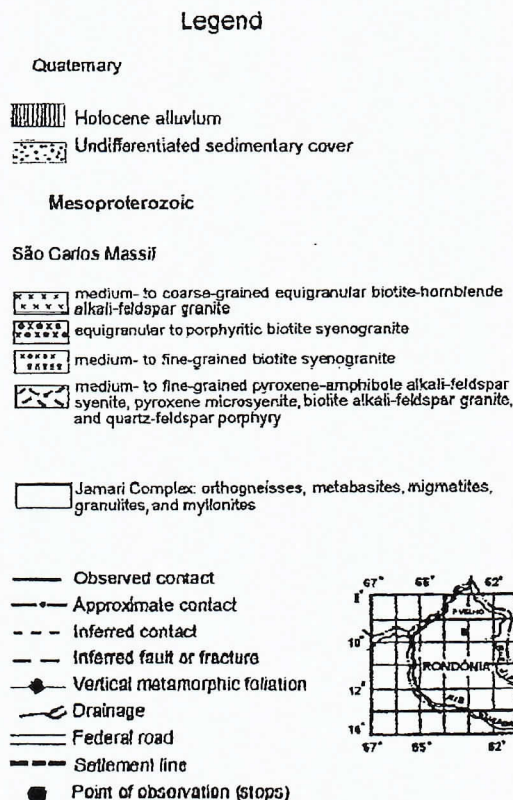 Legend
Quaternary
Holocene alluvium
Undifferentiated sedimentary cover
Mesoproterozoic
São Carlos Massif
medium- to coarse-grained equigranular biotite-hornblende
alkali-feldspar granite
equigranular to porphyritic biotite syenogranite
medium- to fine-grained biotite syenogranite
medium- to fine-grained pyroxene-amphibole alkali-feldspar
syenite, pyroxene microsyenite, biotite alkali-feldspar granite,
and quartz-feldspar porphyry
Jamari Complex: orthogneisses, metabasites, migmatites,
granulites, and mylonites
Observed contact
Approximate contact
Inferred contact
Inferred fault or fracture
Vertical metamorphic foliation
Drainage
Federal road
Settlement line
Point of observation (stops)
67° 62°
8°
P. VELHO
10°
RONDÔNIA
12°
14°
67° 65° 62°